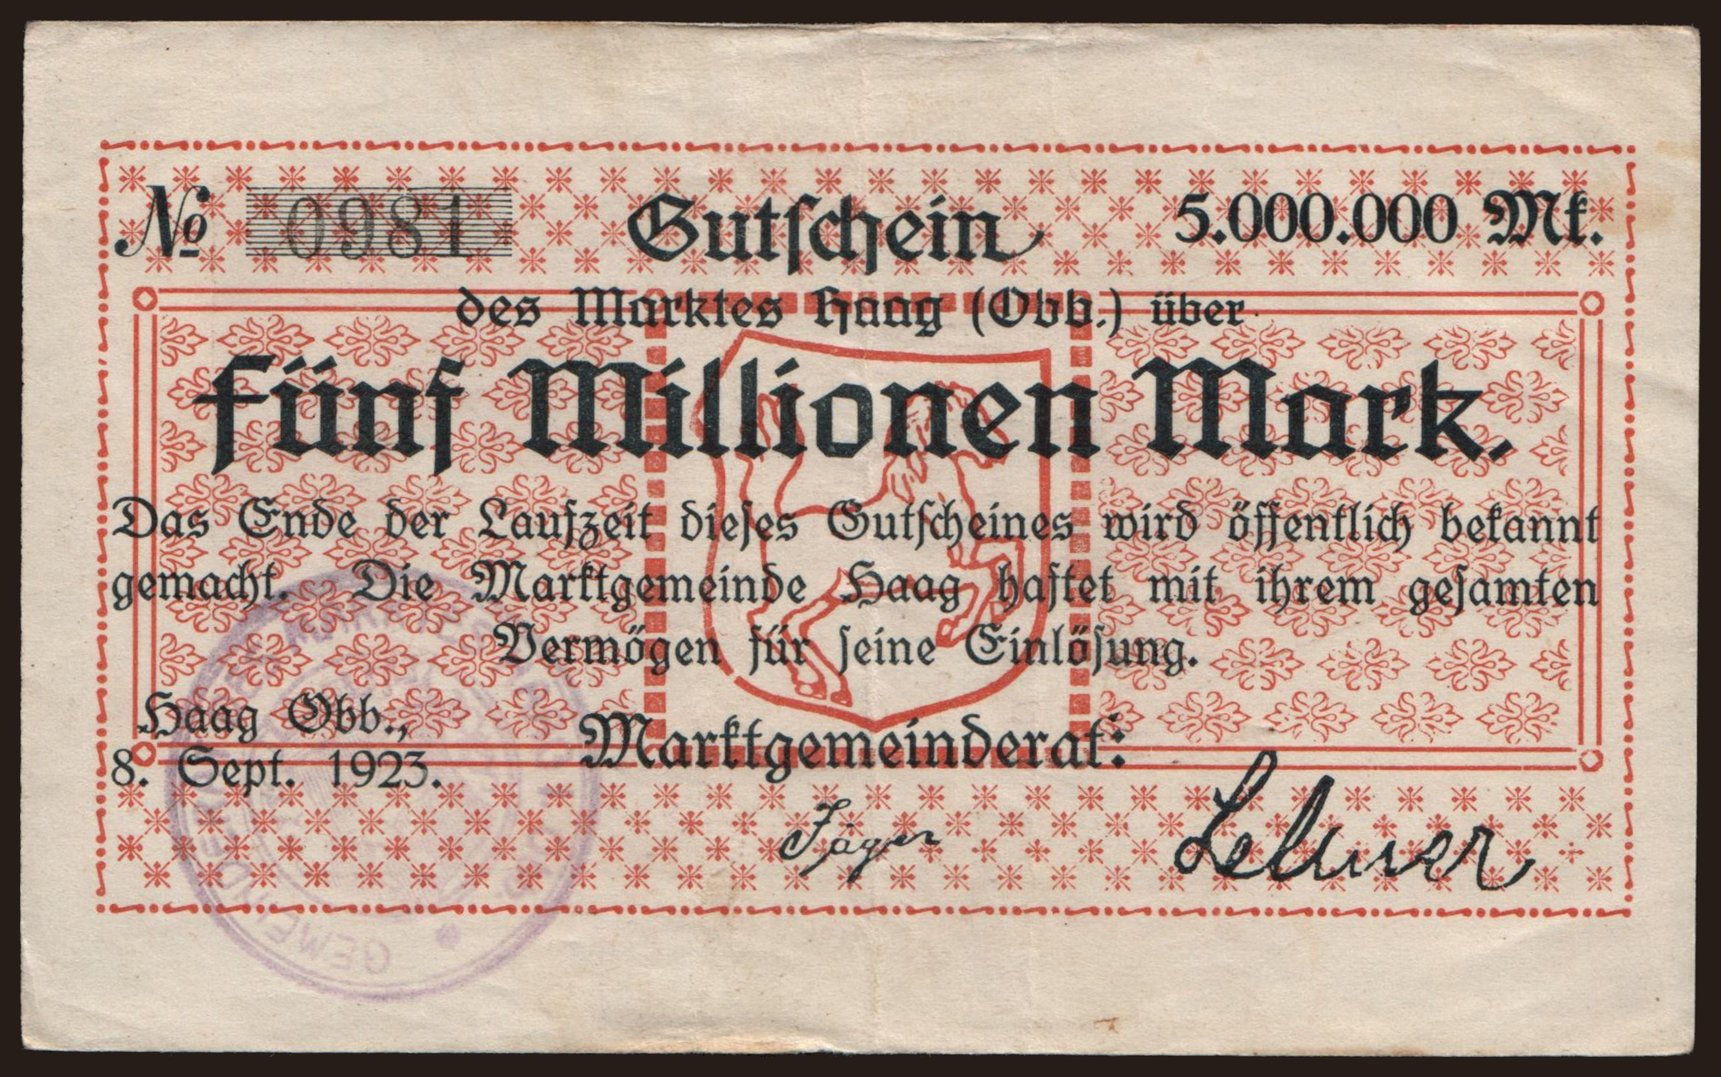 № 0981 Gutschein 5.000.000 Mk.
des Marktes Haag (Obb.) über
fünf Millionen Mark.
Das Ende der Laufzeit dieses Gutscheines wird öffentlich bekannt
gemacht. Die Marktgemeinde Haag haftet mit ihrem gesamten
Vermögen für seine Einlösung.
Haag Obb.,
8. Sept. 1923.
Marktgemeinderat:
Jäger